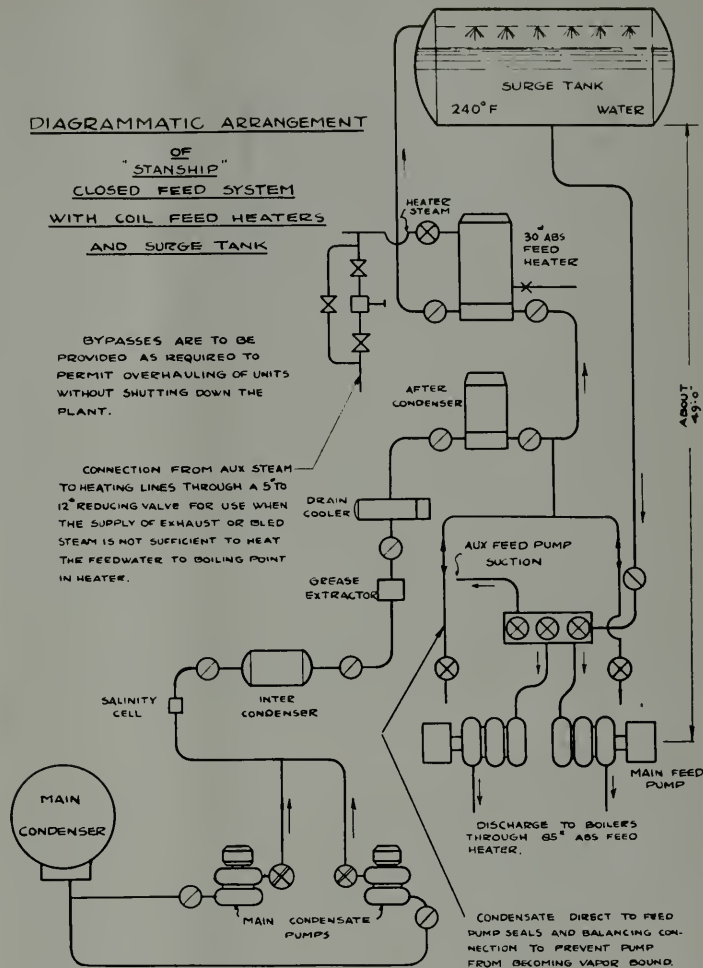 DIAGRAMMATIC ARRANGEMENT
OF
"STANSHIP"
CLOSED FEED SYSTEM
WITH COIL FEED HEATERS
AND SURGE TANK
SURGE TANK
240°F WATER
HEATER
STEAM
30# ABS
FEED
HEATER
BYPASSES ARE TO BE
PROVIDED AS REQUIRED TO
PERMIT OVERHAULING OF UNITS
WITHOUT SHUTTING DOWN THE
PLANT.
AFTER
CONDENSER
ABOUT
49'-0"
CONNECTION FROM AUX STEAM
TO HEATING LINES THROUGH A 5" TO
12" REDUCING VALVE FOR USE WHEN
THE SUPPLY OF EXHAUST OR BLED
STEAM IS NOT SUFFICIENT TO HEAT
THE FEEDWATER TO BOILING POINT
IN HEATER.
DRAIN
COOLER
AUX FEED PUMP
SUCTION
GREASE
EXTRACTOR
SALINITY
CELL
INTER
CONDENSER
MAIN FEED
PUMP
MAIN
CONDENSER
DISCHARGE TO BOILERS
THROUGH 65# ABS FEED
HEATER.
MAIN CONDENSATE
PUMPS
CONDENSATE DIRECT TO FEED
PUMP SEALS AND BALANCING CON-
NECTION TO PREVENT PUMP
FROM BECOMING VAPOR BOUND.